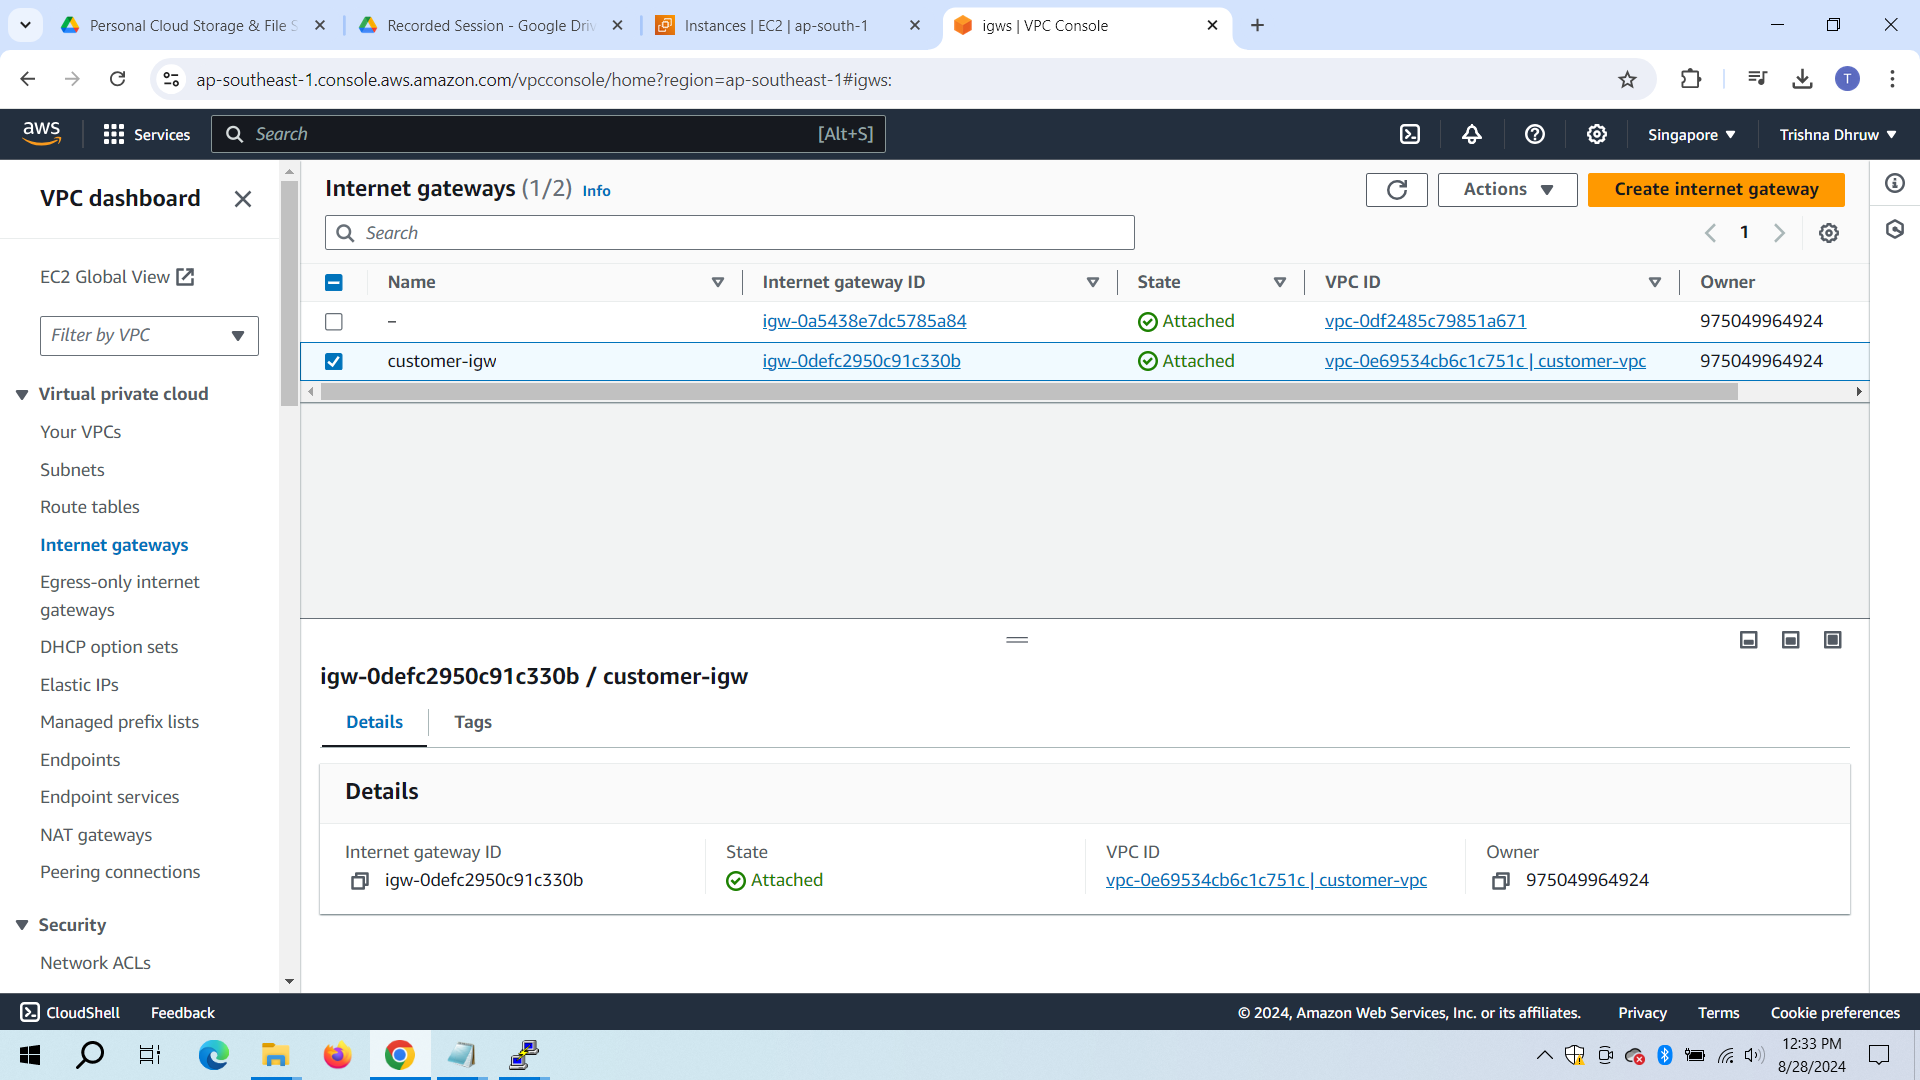 Personal Cloud Storage & File S
Recorded Session - Google Driv
Instances | EC2 | ap-south-1
igws | VPC Console
ap-southeast-1.console.aws.amazon.com/vpcconsole/home?region=ap-southeast-1#igws:
T
aws
Services
Search
[Alt+S]
Singapore
Trishna Dhruw
VPC dashboard
EC2 Global View
Filter by VPC
Virtual private cloud
Your VPCs
Subnets
Route tables
Internet gateways
Egress-only internet
gateways
DHCP option sets
Elastic IPs
Managed prefix lists
Endpoints
Endpoint services
NAT gateways
Peering connections
Security
Network ACLs
Internet gateways (1/2) Info
Actions
Create internet gateway
Search
1
Name Internet gateway ID State VPC ID Owner
– igw-0a5438e7dc5785a84 Attached vpc-0df2485c79851a671 975049964924
customer-igw igw-0defc2950c91c330b Attached vpc-0e69534cb6c1c751c | customer-vpc 975049964924
igw-0defc2950c91c330b / customer-igw
Details Tags
Details
Internet gateway ID State VPC ID Owner
igw-0defc2950c91c330b Attached vpc-0e69534cb6c1c751c | customer-vpc 975049964924
CloudShell Feedback © 2024, Amazon Web Services, Inc. or its affiliates. Privacy Terms Cookie preferences
12:33 PM
8/28/2024